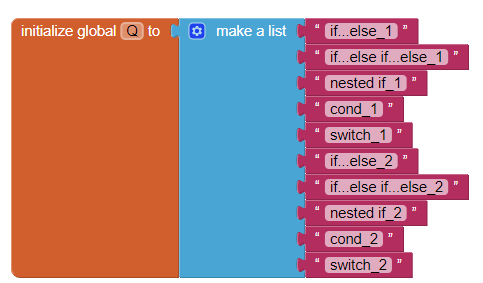 initialize global Q to make a list " if...else_1 "
" if...else if...else_1 "
" nested if_1 "
" cond_1 "
" switch_1 "
" if...else_2 "
" if...else if...else_2 "
" nested if_2 "
" cond_2 "
" switch_2 "